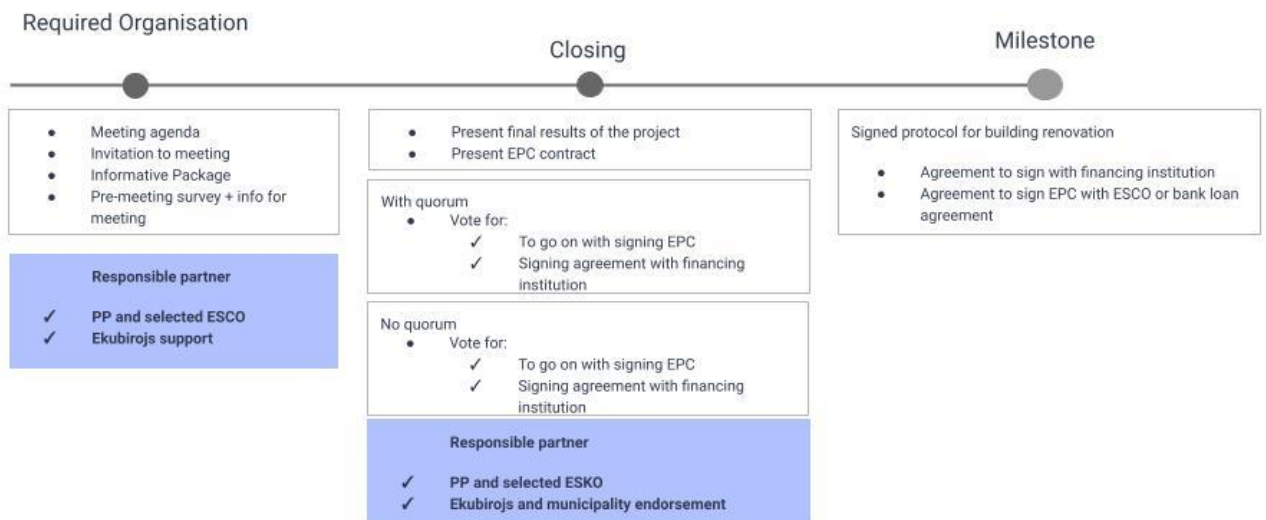 Required Organisation
Closing
Milestone
● Meeting agenda
● Invitation to meeting
● Informative Package
● Pre-meeting survey + info for
meeting
Responsible partner
✓ PP and selected ESCO
✓ Ekubirojs support
● Present final results of the project
● Present EPC contract
With quorum
● Vote for:
✓ To go on with signing EPC
✓ Signing agreement with financing
institution
No quorum
● Vote for:
✓ To go on with signing EPC
✓ Signing agreement with financing
institution
Responsible partner
✓ PP and selected ESKO
✓ Ekubirojs and municipality endorsement
Signed protocol for building renovation
● Agreement to sign with financing institution
● Agreement to sign EPC with ESCO or bank loan
agreement